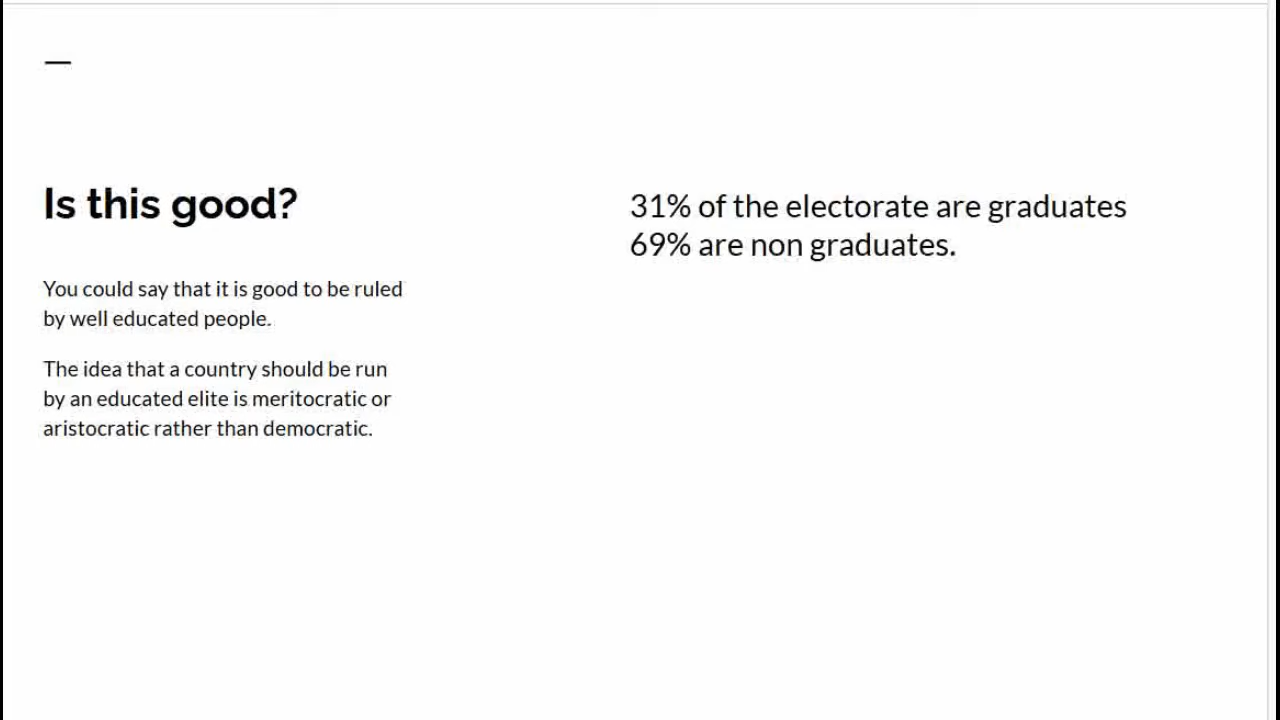 Is this good?
You could say that it is good to be ruled
by well educated people.
The idea that a country should be run
by an educated elite is meritocratic or
aristocratic rather than democratic.
31% of the electorate are graduates
69% are non graduates.